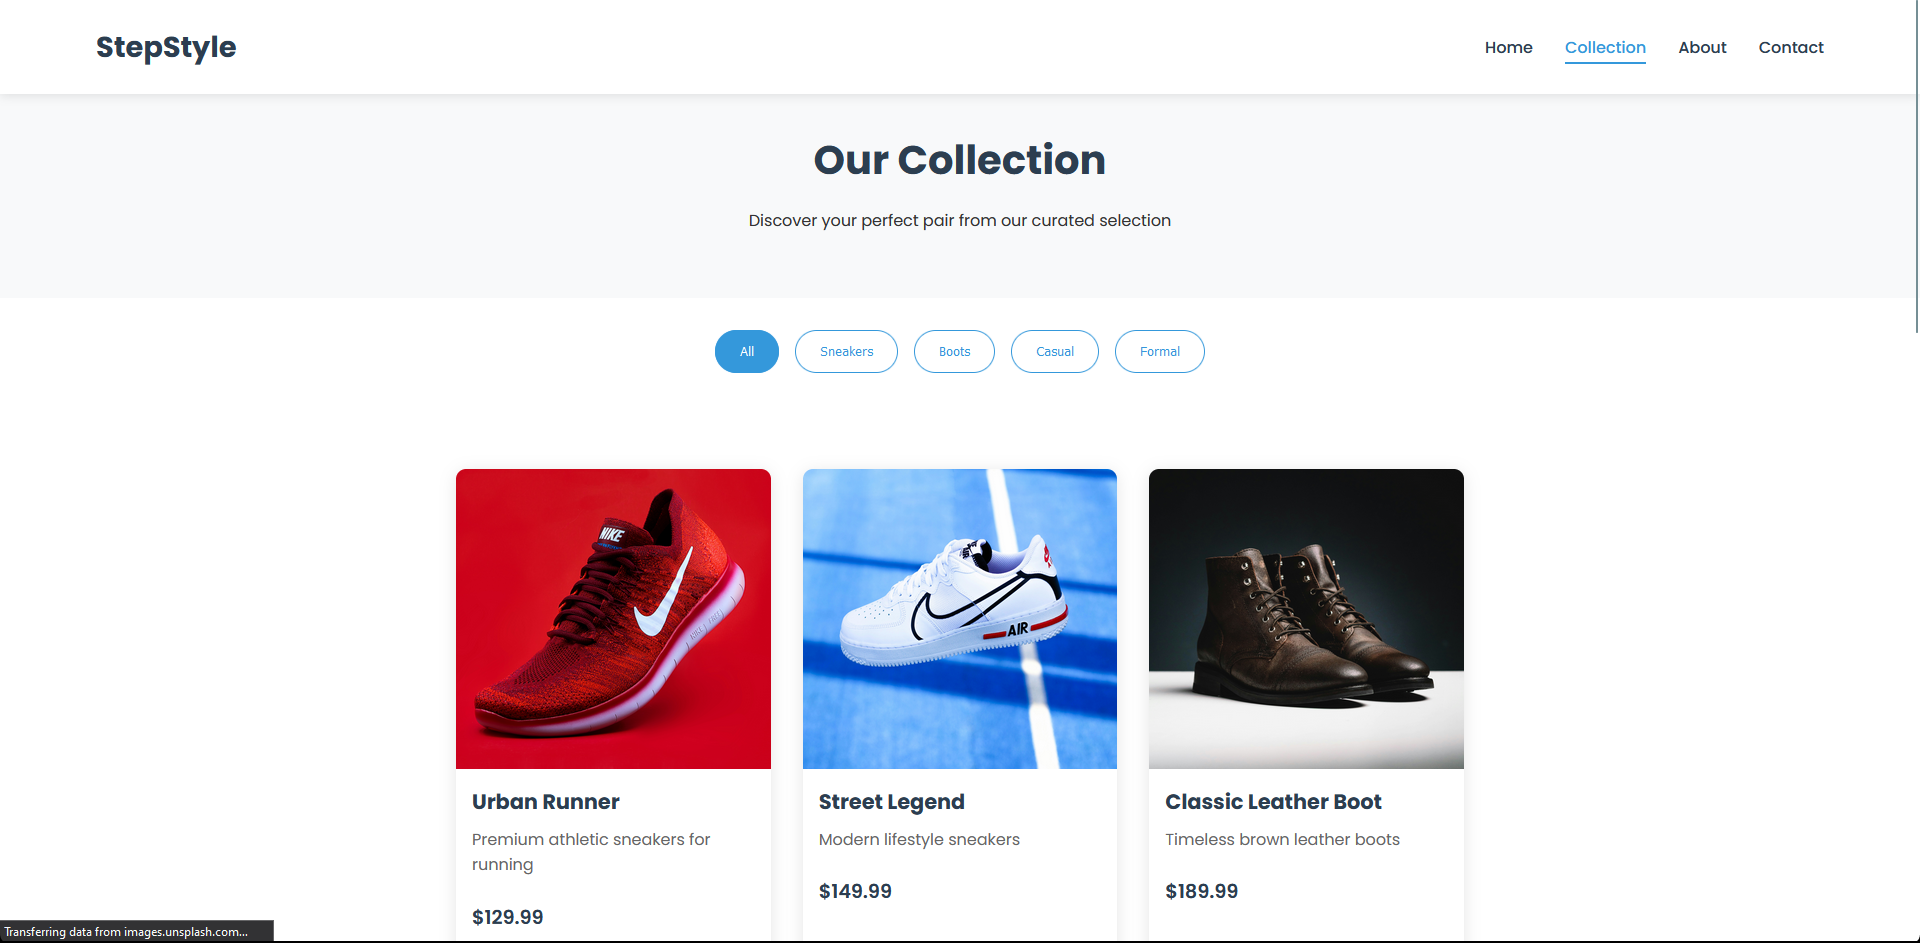 StepStyle
Home Collection About Contact
Our Collection
Discover your perfect pair from our curated selection
All Sneakers Boots Casual Formal
NIKE
AIR
Urban Runner
Premium athletic sneakers for
running
$129.99
Street Legend
Modern lifestyle sneakers
$149.99
Classic Leather Boot
Timeless brown leather boots
$189.99
Transferring data from images.unsplash.com...